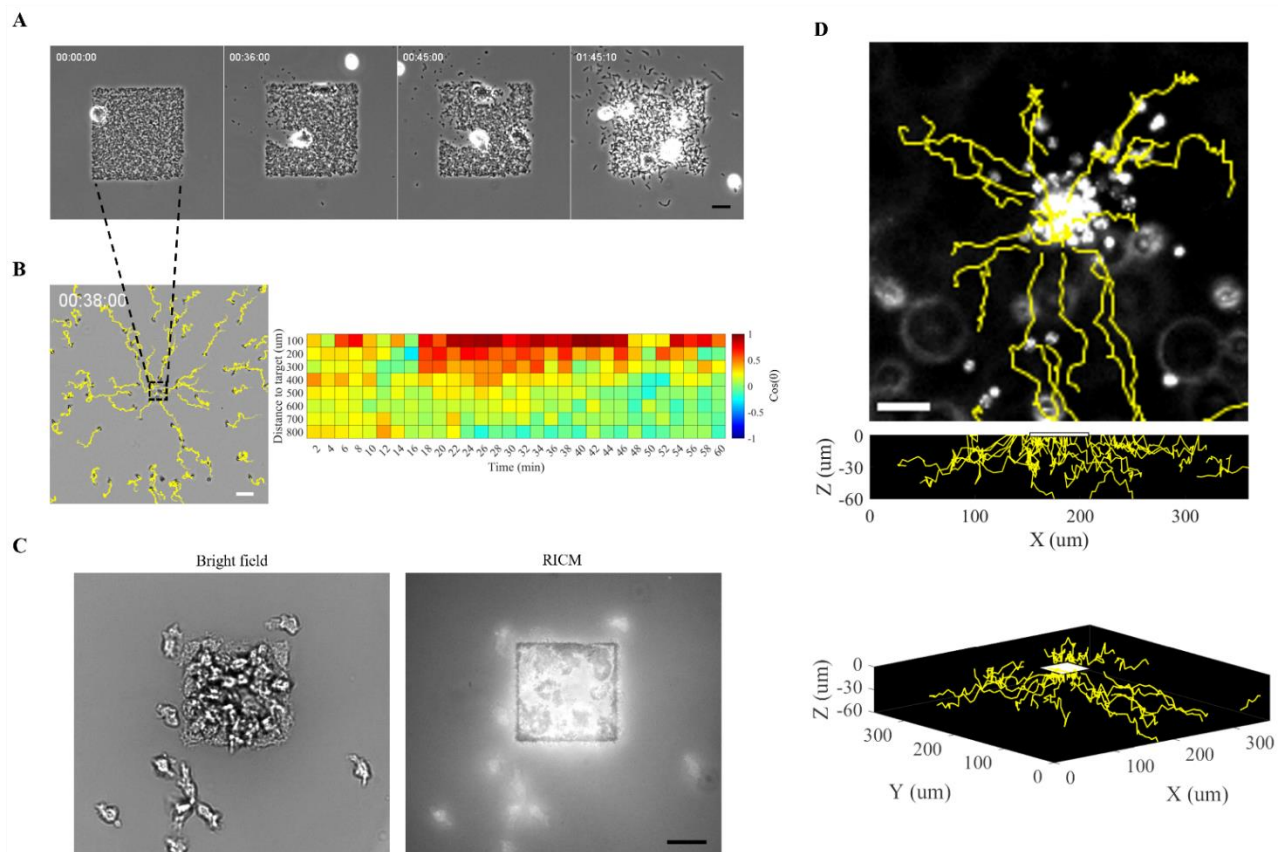 A
00:00:00
00:36:00
00:45:00
01:45:10
B
00:38:00
Distance to target (um)
100
200
300
400
500
600
700
800
2 4 6 8 10 12 14 16 18 20 22 24 26 28 30 32 34 36 38 40 42 44 46 48 50 52 54 56 58 60
Time (min)
1
0.5
0
-0.5
-1
Cos(θ)
C
Bright field
RICM
D
Z (um)
0
-30
-60
0 100 200 300
X (um)
Z (um)
0
-30
-60
300
200
100
0
Y (um)
0
100
200
300
X (um)